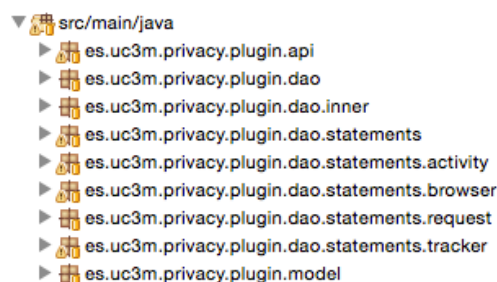 src/main/java
es.uc3m.privacy.plugin.api
es.uc3m.privacy.plugin.dao
es.uc3m.privacy.plugin.dao.inner
es.uc3m.privacy.plugin.dao.statements
es.uc3m.privacy.plugin.dao.statements.activity
es.uc3m.privacy.plugin.dao.statements.browser
es.uc3m.privacy.plugin.dao.statements.request
es.uc3m.privacy.plugin.dao.statements.tracker
es.uc3m.privacy.plugin.model